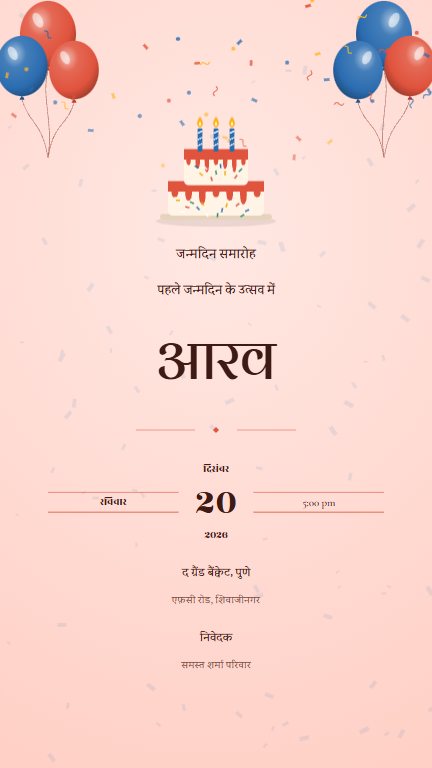 जन्मदिन समारोह
पहले जन्मदिन के उत्सव में
आरव
दिसंबर
रविवार
20
5:00 pm
2026
द ग्रैंड बैंक्वेट, पुणे
एफ़सी रोड, शिवाजीनगर
निवेदक
समस्त शर्मा परिवार